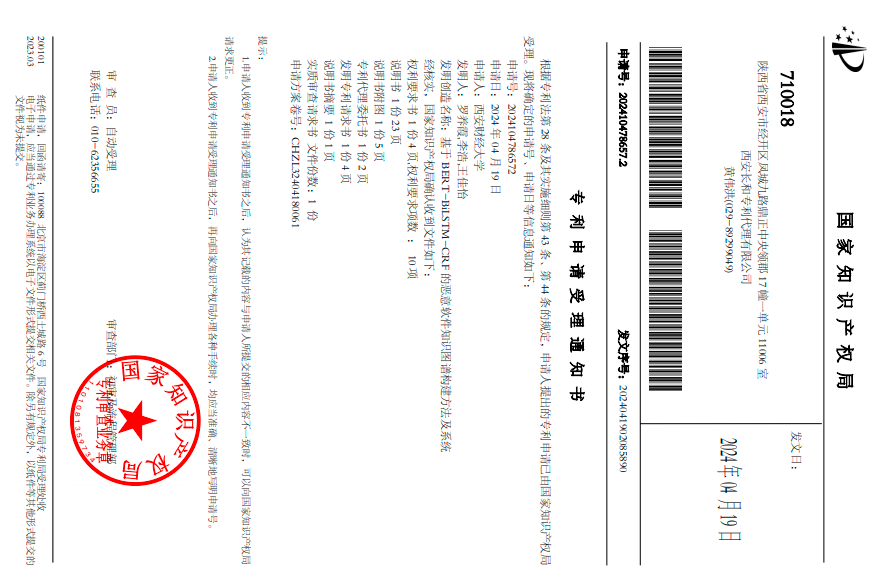 国家知识产权局
710018
陕西省西安市经开区凤城九路鼎正中央领郡17幢一单元11006室
西安长和专利代理有限公司
黄伟洪(029-89299049)
发文日：
2024年04月19日
申请号：202410478657.2
发文序号：2024041902085890
专利申请受理通知书
根据专利法第28条及其实施细则第43条、第44条的规定，申请人提出的专利申请已由国家知识产权局
受理。现将确定的申请号、申请日等信息通知如下：
申请号：2024104786572
申请日：2024年04月19日
申请人：西安财经大学
发明人：罗养霞,李浩,王佳怡
发明创造名称：基于BERT-BiLSTM-CRF的恶意软件知识图谱构建方法及系统
经核实，国家知识产权局确认收到文件如下：
权利要求书 1份4页,权利要求项数： 10项
说明书 1份23页
说明书附图 1份5页
专利代理委托书 1份2页
发明专利请求书 1份4页
说明书摘要 1份1页
实质审查请求书 文件份数：1份
申请方案卷号：CHZL32404180061
提示：
1.申请人收到专利申请受理通知书之后，认为其记载的内容与申请人所提交的相应内容不一致时，可以向国家知识产权局
请求更正。
2.申请人收到专利申请受理通知书之后，再向国家知识产权局办理各种手续时，均应当准确、清晰地写明申请号。
审 查 员：自动受理
审查部门：
联系电话：010-62356655
国家知识产权局
专利审查业务章
200101
2023.03
纸件申请，回函请寄：100088 北京市海淀区蓟门桥西土城路6号 国家知识产权局专利局受理处收
电子申请，应当通过专利业务办理系统以电子文件形式提交相关文件。除另有规定外，以纸件等其他形式提交的
文件视为未提交。